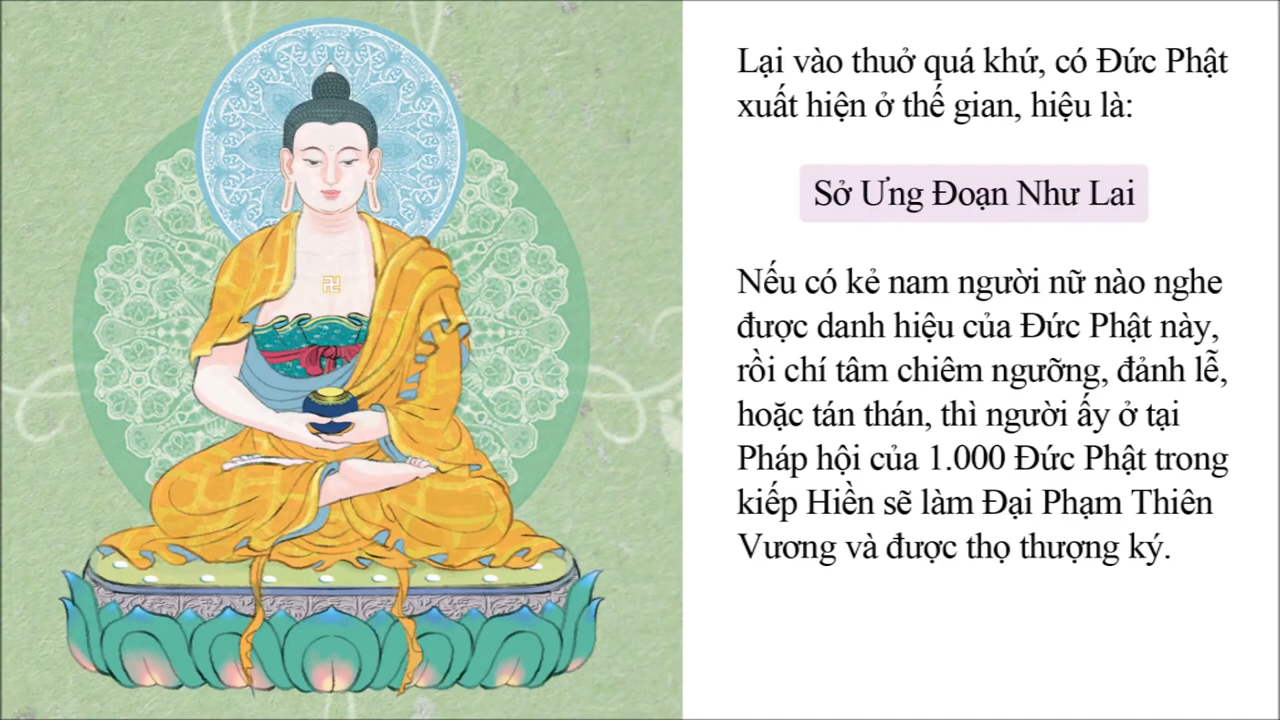 Lại vào thuở quá khứ, có Đức Phật
xuất hiện ở thế gian, hiệu là:
Sở Ưng Đoạn Như Lai
Nếu có kẻ nam người nữ nào nghe
được danh hiệu của Đức Phật này,
rồi chí tâm chiêm ngưỡng, đảnh lễ,
hoặc tán thán, thì người ấy ở tại
Pháp hội của 1.000 Đức Phật trong
kiếp Hiền sẽ làm Đại Phạm Thiên
Vương và được thọ thượng ký.